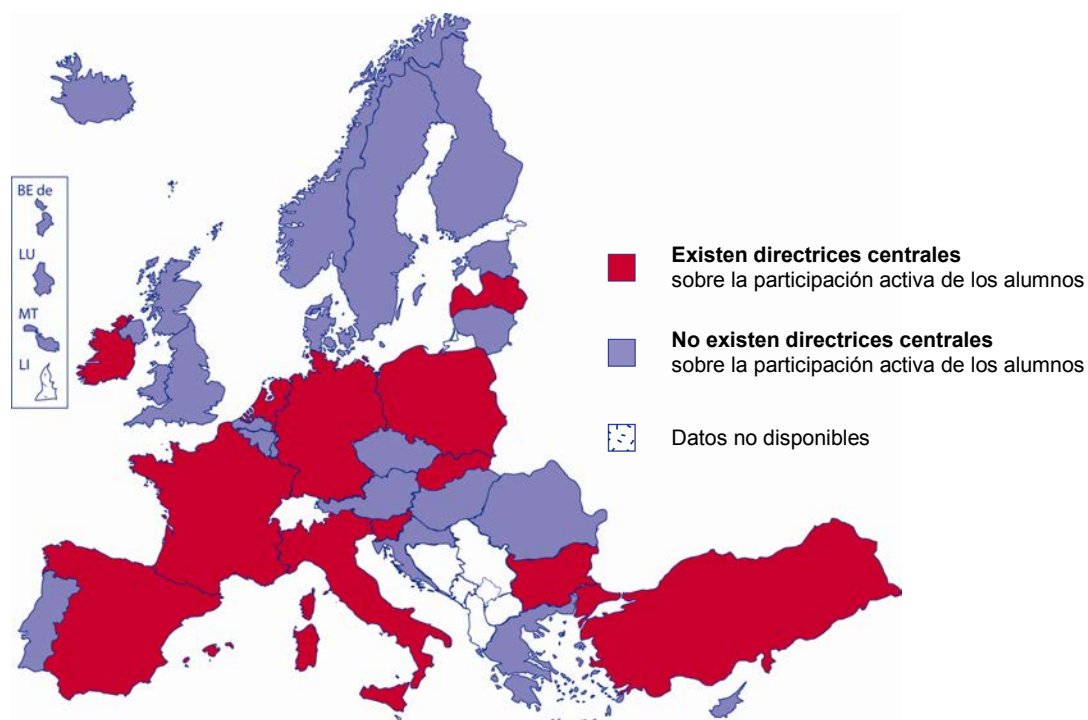 BE de
LU
MT
LI
Existen directrices centrales
sobre la participación activa de los alumnos
No existen directrices centrales
sobre la participación activa de los alumnos
Datos no disponibles